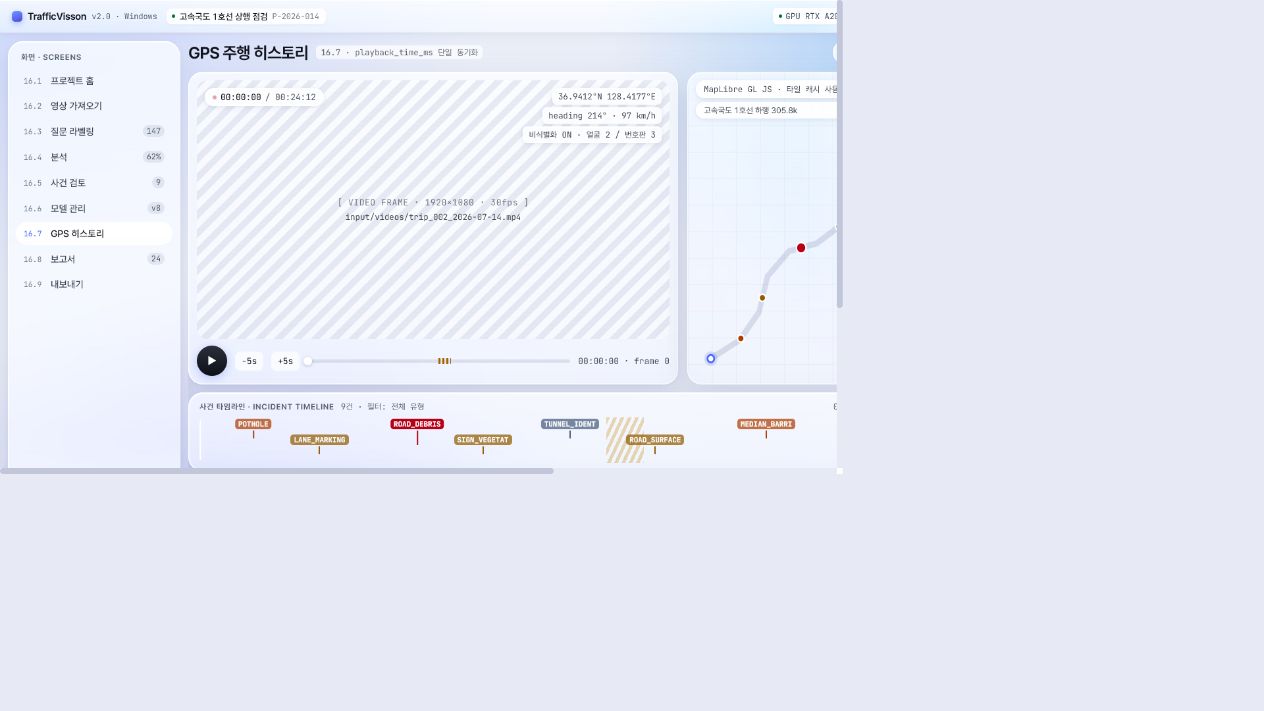 TrafficVisson v2.0 · Windows 고속국도 1호선 상행 점검 P-2026-014
GPU RTX A20
화면 · SCREENS
16.1 프로젝트 홈
16.2 영상 가져오기
16.3 질문 라벨링 147
16.4 분석 62%
16.5 사건 검토 9
16.6 모델 관리 v8
16.7 GPS 히스토리
16.8 보고서 24
16.9 내보내기
GPS 주행 히스토리 16.7 · playback_time_ms 단일 동기화
00:00:00 / 00:24:12
36.9412°N 128.4177°E
heading 214° · 97 km/h
비식별화 ON · 얼굴 2 / 번호판 3
[ VIDEO FRAME · 1920×1080 · 30fps ]
input/videos/trip_002_2026-07-14.mp4
-5s +5s 00:00:00 · frame 0
MapLibre GL JS · 타일 캐시 사용
고속국도 1호선 하행 305.8k
사건 타임라인 · INCIDENT TIMELINE 9건 · 필터: 전체 유형
POTHOLE
LANE_MARKING
ROAD_DEBRIS
SIGN_VEGETAT
TUNNEL_IDENT
ROAD_SURFACE
MEDIAN_BARRI